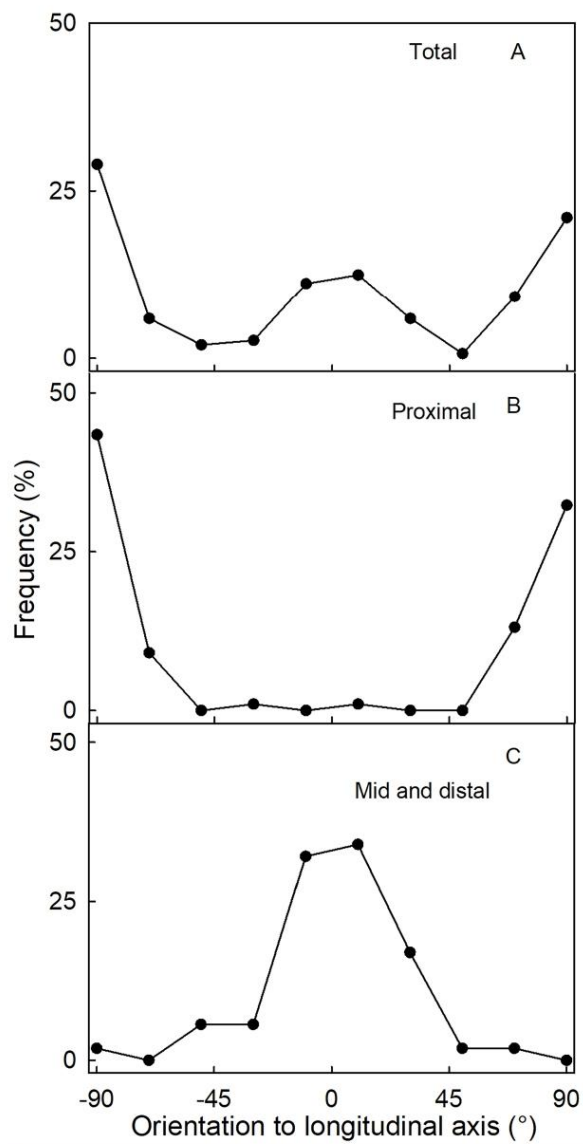 50
Total A
25
0
50
Proximal B
25
0
50
C
Mid and distal
25
0
-90 -45 0 45 90
Orientation to longitudinal axis (°)
Frequency (%)